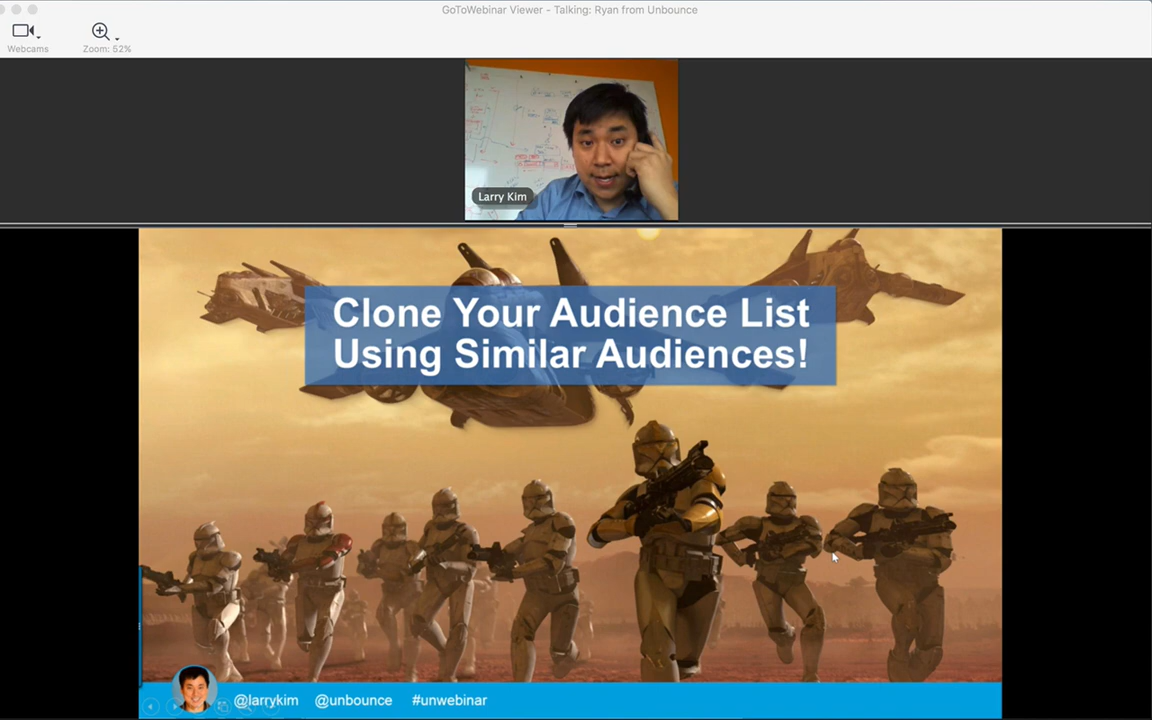 GoToWebinar Viewer - Talking: Ryan from Unbounce
Webcams
Zoom: 52%
Larry Kim
Clone Your Audience List
Using Similar Audiences!
@larrykim @unbounce #unwebinar